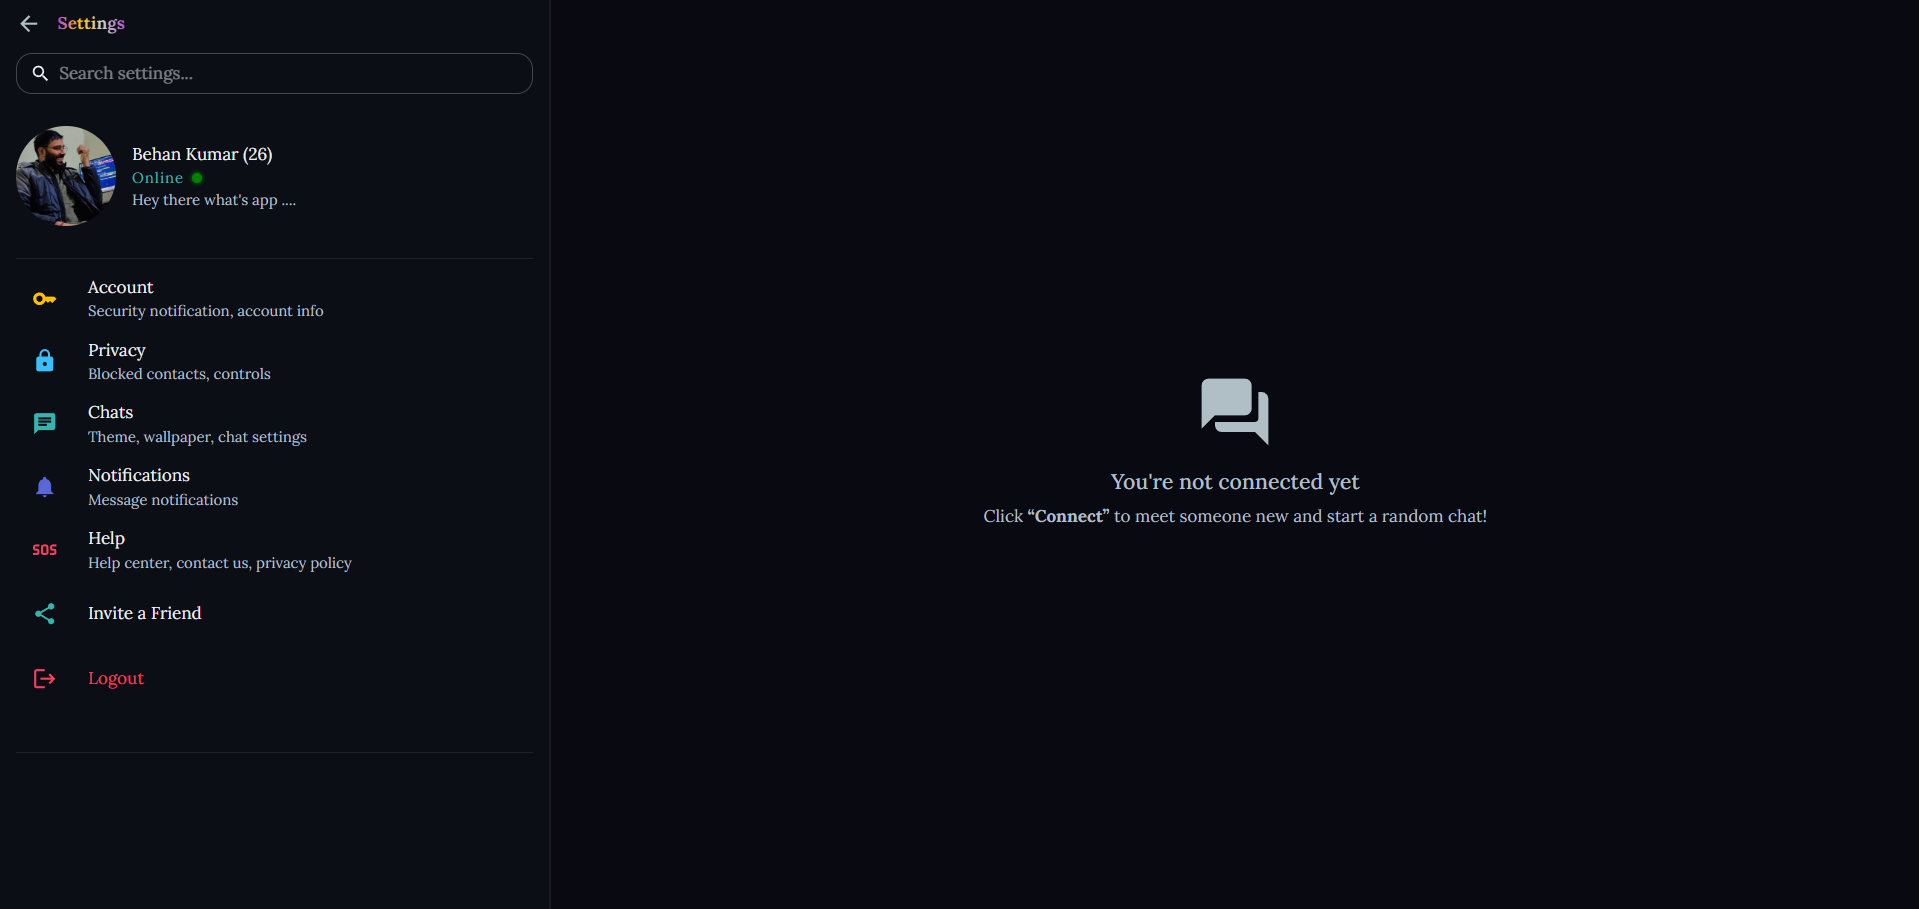 Settings
Search settings...
Behan Kumar (26)
Online
Hey there what's app ....
Account
Security notification, account info
Privacy
Blocked contacts, controls
Chats
Theme, wallpaper, chat settings
Notifications
Message notifications
SOS
Help
Help center, contact us, privacy policy
Invite a Friend
Logout
You're not connected yet
Click “Connect” to meet someone new and start a random chat!